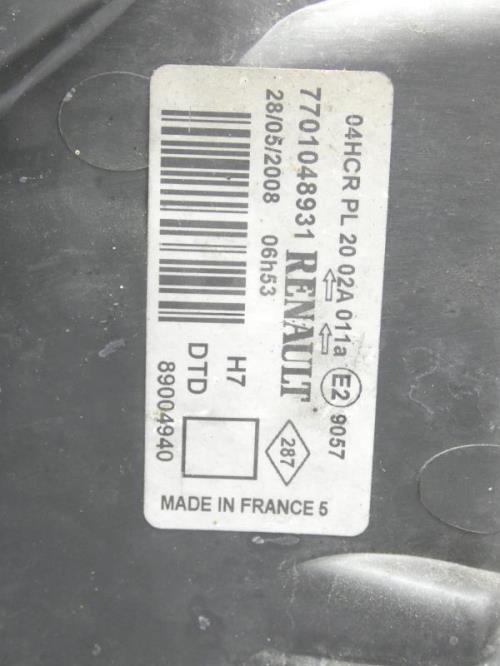 04HCR PL 20 02A 011a E2 9057
7701048931 RENAULT 287
28/05/2008 06h53
H7
DTD
89004940
MADE IN FRANCE 5